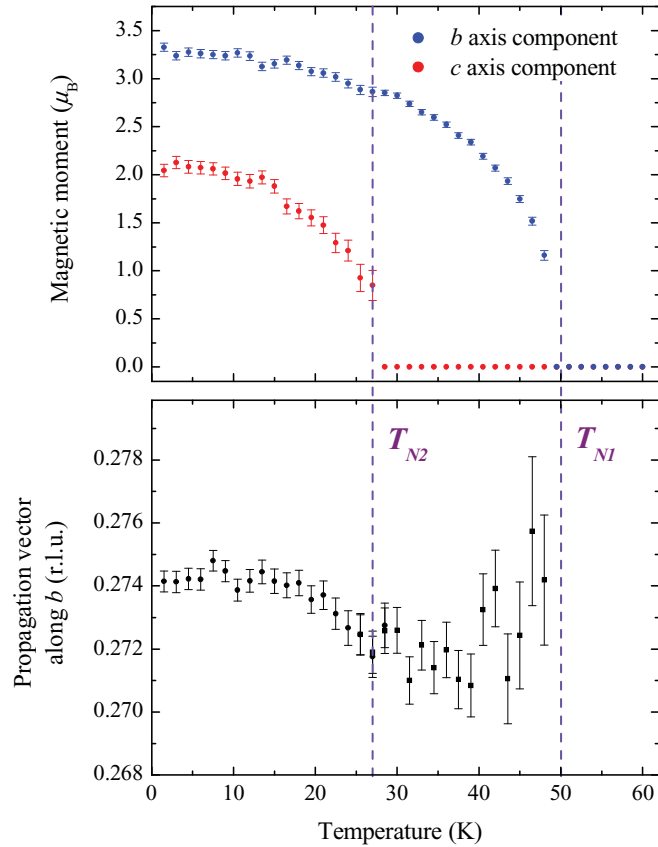 3.5
3.0
2.5
2.0
1.5
1.0
0.5
0.0
Magnetic moment (μB)
b axis component
c axis component
TN2
TN1
0.278
0.276
0.274
0.272
0.270
0.268
Propagation vector
along b (r.l.u.)
0 10 20 30 40 50 60
Temperature (K)